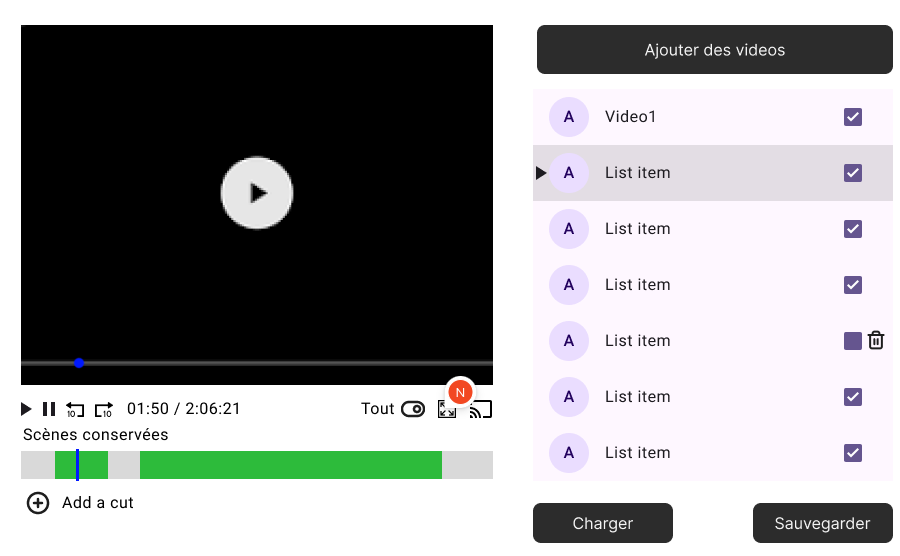 Ajouter des videos
A Video1
A List item
A List item
A List item
A List item
A List item
A List item
N
10 10 01:50 / 2:06:21 Tout
Scènes conservées
Add a cut
Charger Sauvegarder